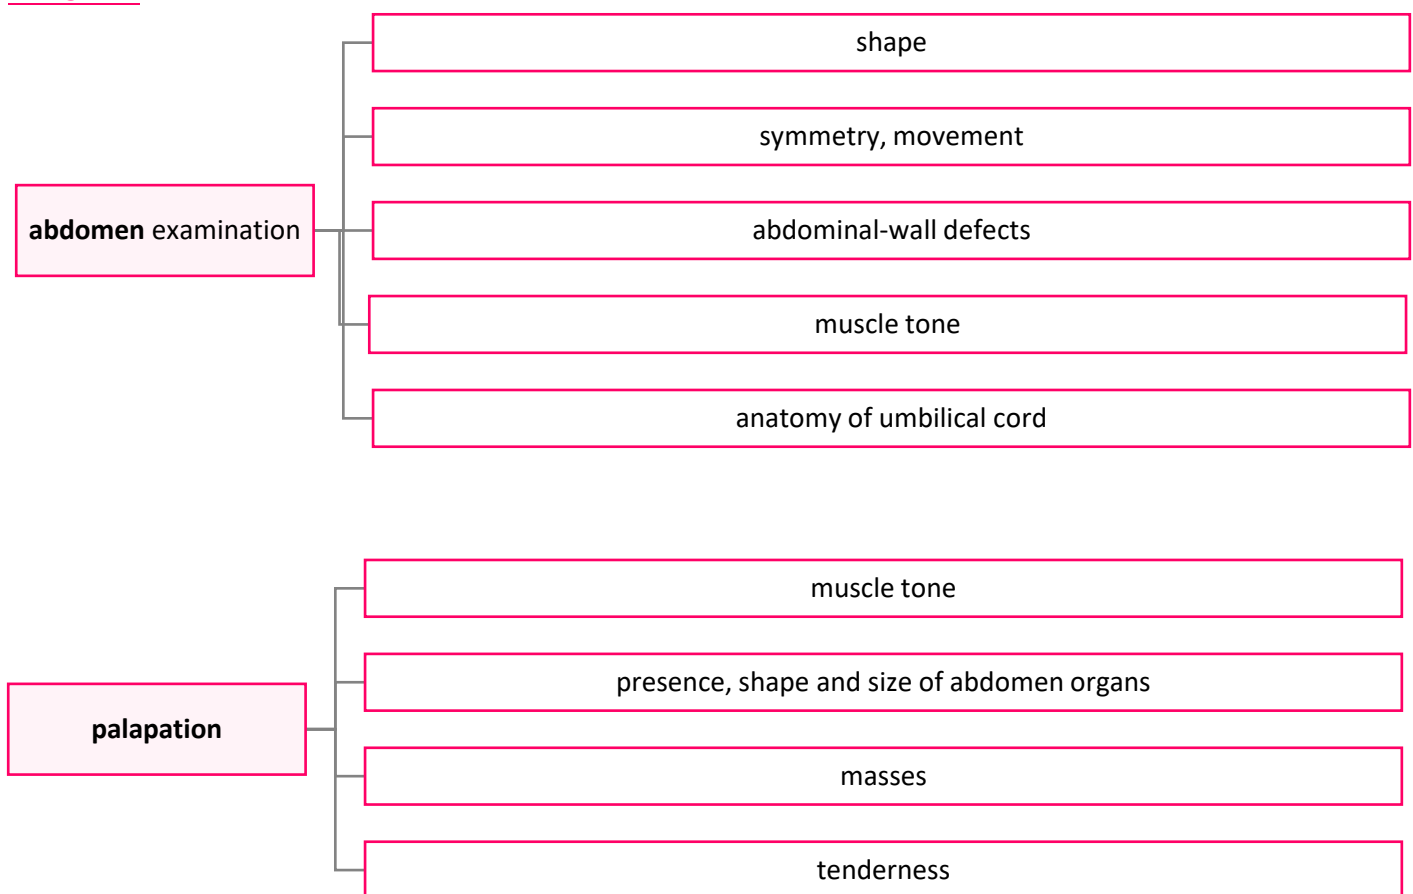 shape
symmetry, movement
abdomen examination
abdominal-wall defects
muscle tone
anatomy of umbilical cord
muscle tone
presence, shape and size of abdomen organs
palapation
masses
tenderness